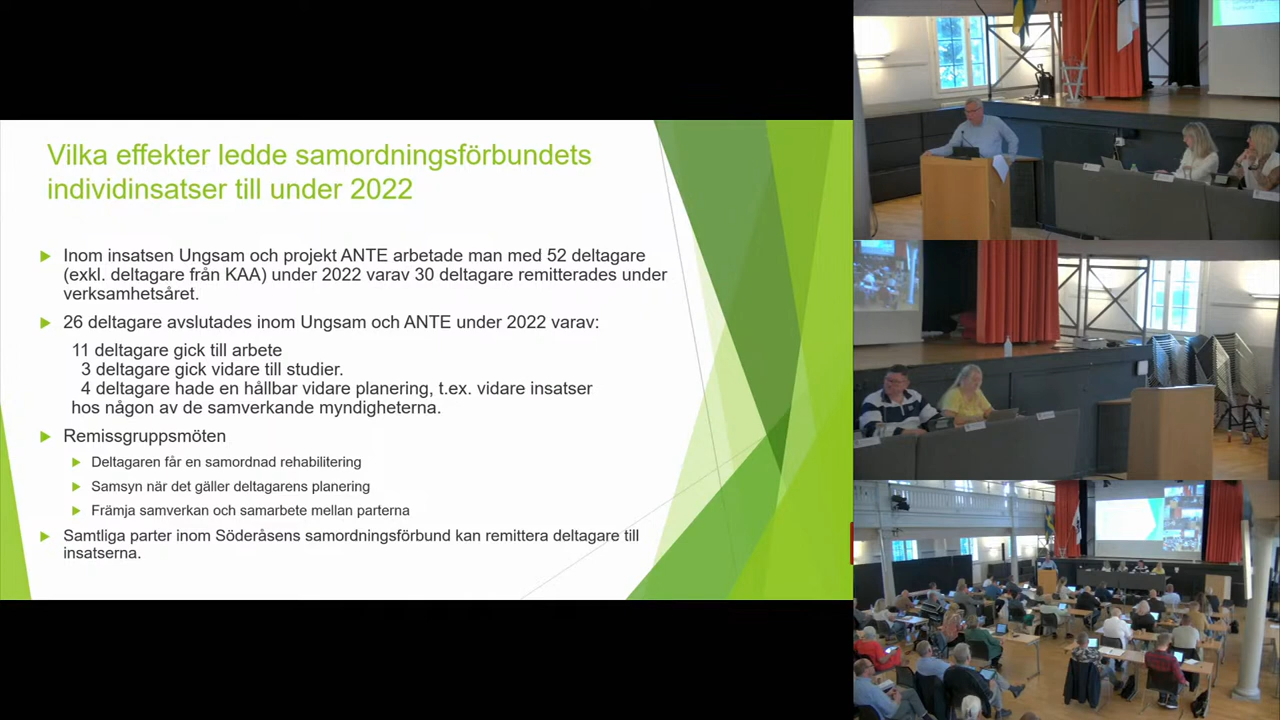 Vilka effekter ledde samordningsförbundets
individinsatser till under 2022
Inom insatsen Ungsam och projekt ANTE arbetade man med 52 deltagare
(exkl. deltagare från KAA) under 2022 varav 30 deltagare remitterades under
verksamhetsåret.
26 deltagare avslutades inom Ungsam och ANTE under 2022 varav:
11 deltagare gick till arbete
3 deltagare gick vidare till studier.
4 deltagare hade en hållbar vidare planering, t.ex. vidare insatser
hos någon av de samverkande myndigheterna.
Remissgruppsmöten
Deltagaren får en samordnad rehabilitering
Samsyn när det gäller deltagarens planering
Främja samverkan och samarbete mellan parterna
Samtliga parter inom Söderåsens samordningsförbund kan remittera deltagare till
insatserna.